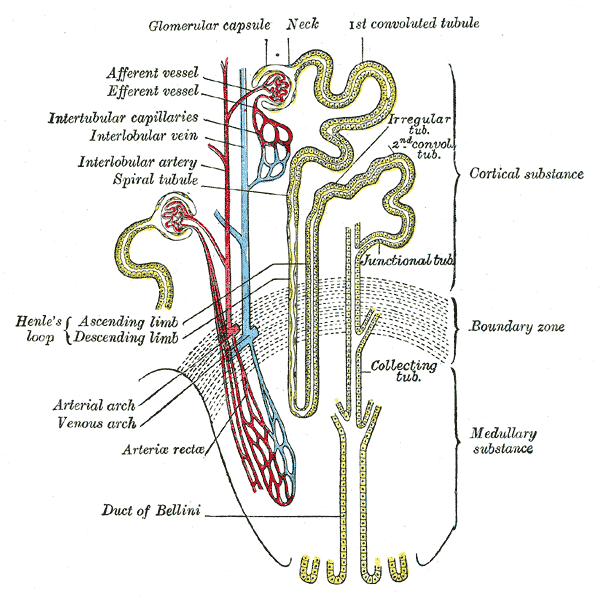 Glomerular capsule
Neck
1st convoluted tubule
Afferent vessel
Efferent vessel
Intertubular capillaries
Interlobular vein
Interlobular artery
Spiral tubule
Irregular
tub.
2nd convol.
tub.
Cortical substance
Junctional tub.
Henle's
loop
Ascending limb
Descending limb
Boundary zone
Collecting
tub.
Arterial arch
Venous arch
Arteriæ rectæ
Medullary
substance
Duct of Bellini